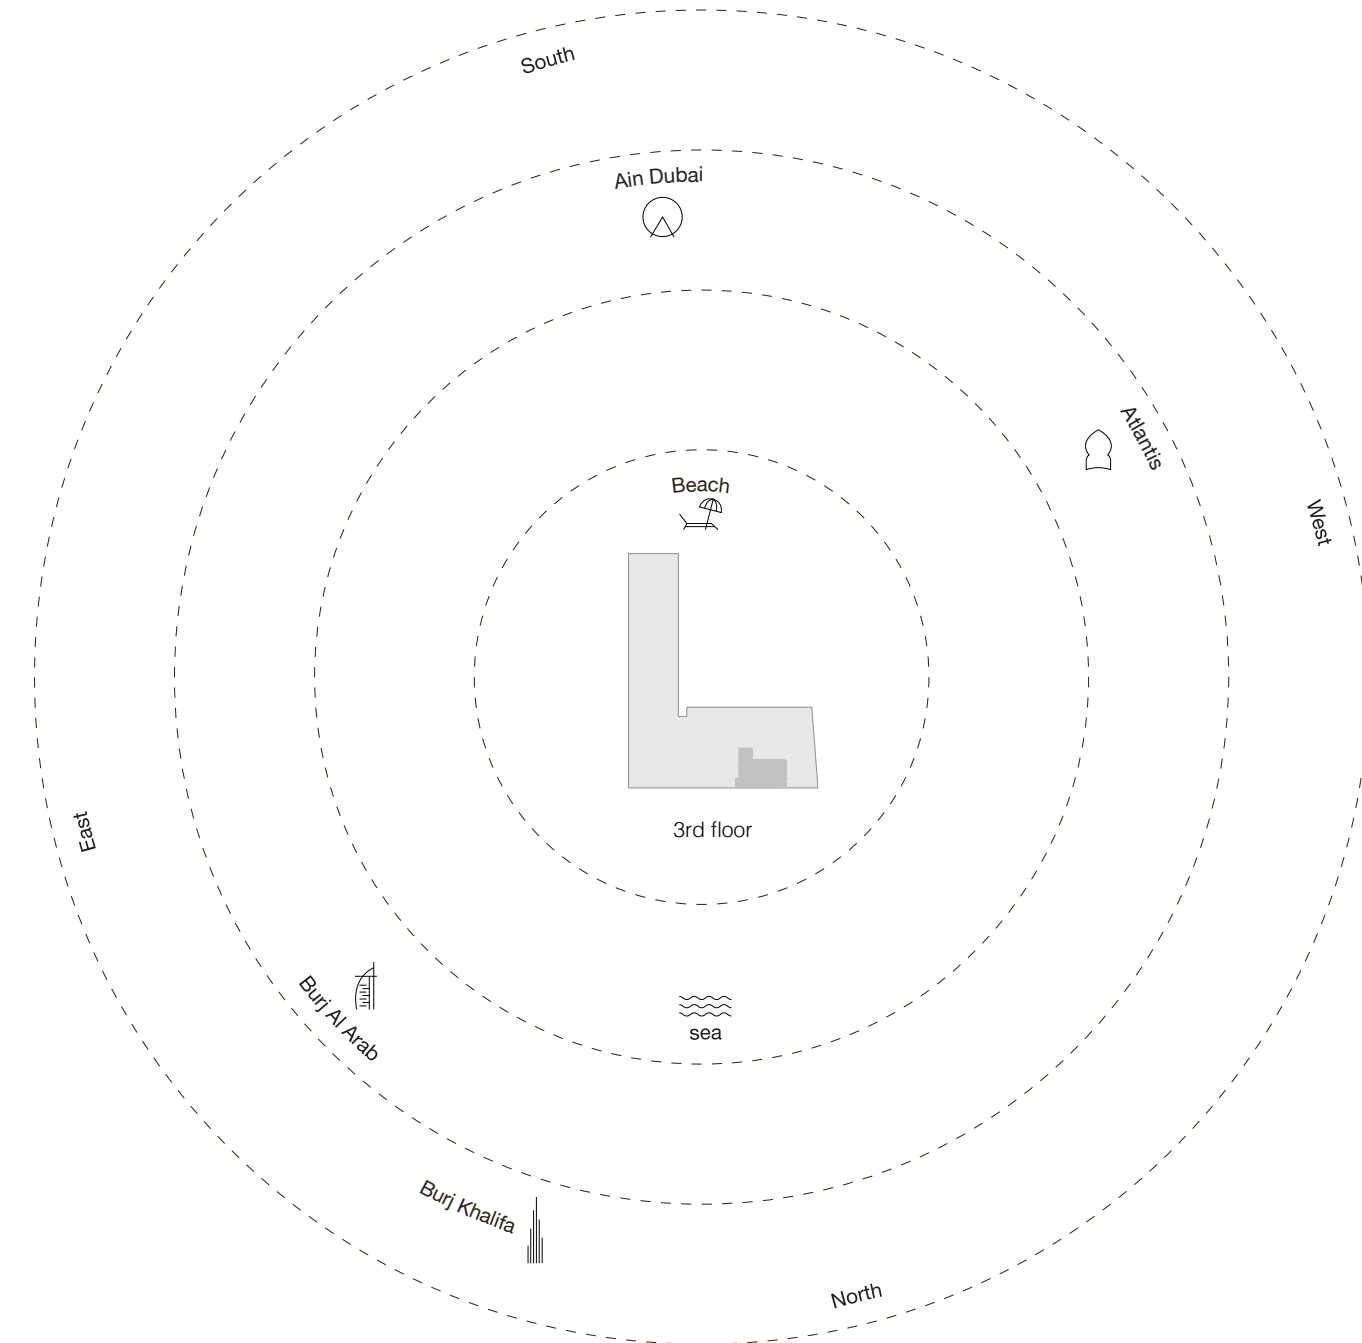 South
Ain Dubai
Atlantis
Beach
West
3rd floor
East
Burj Al Arab
sea
Burj Khalifa
North